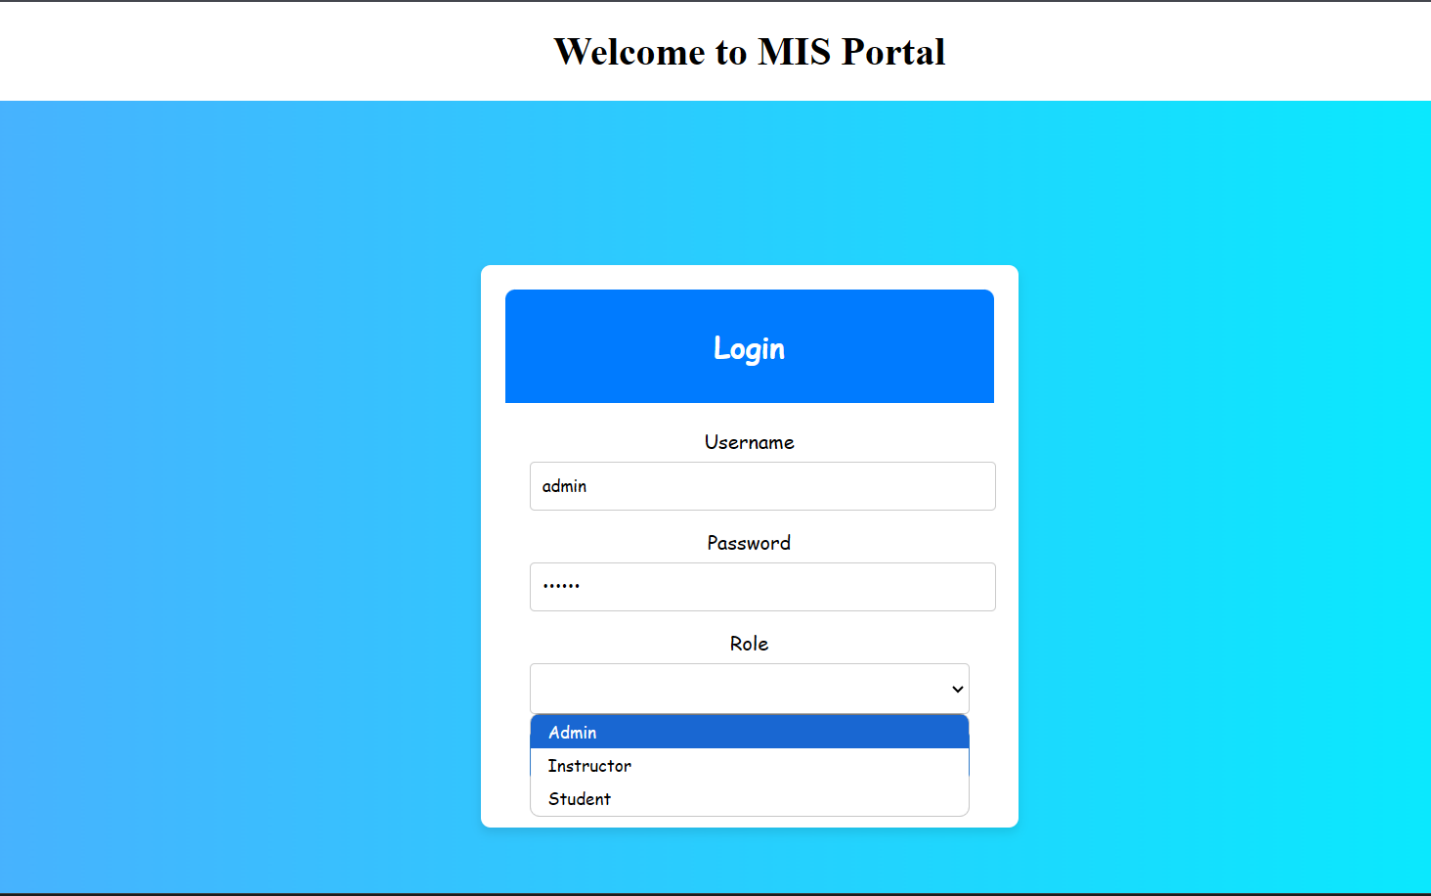 Welcome to MIS Portal
Login
Username
admin
Password
••••••
Role
Admin
Instructor
Student